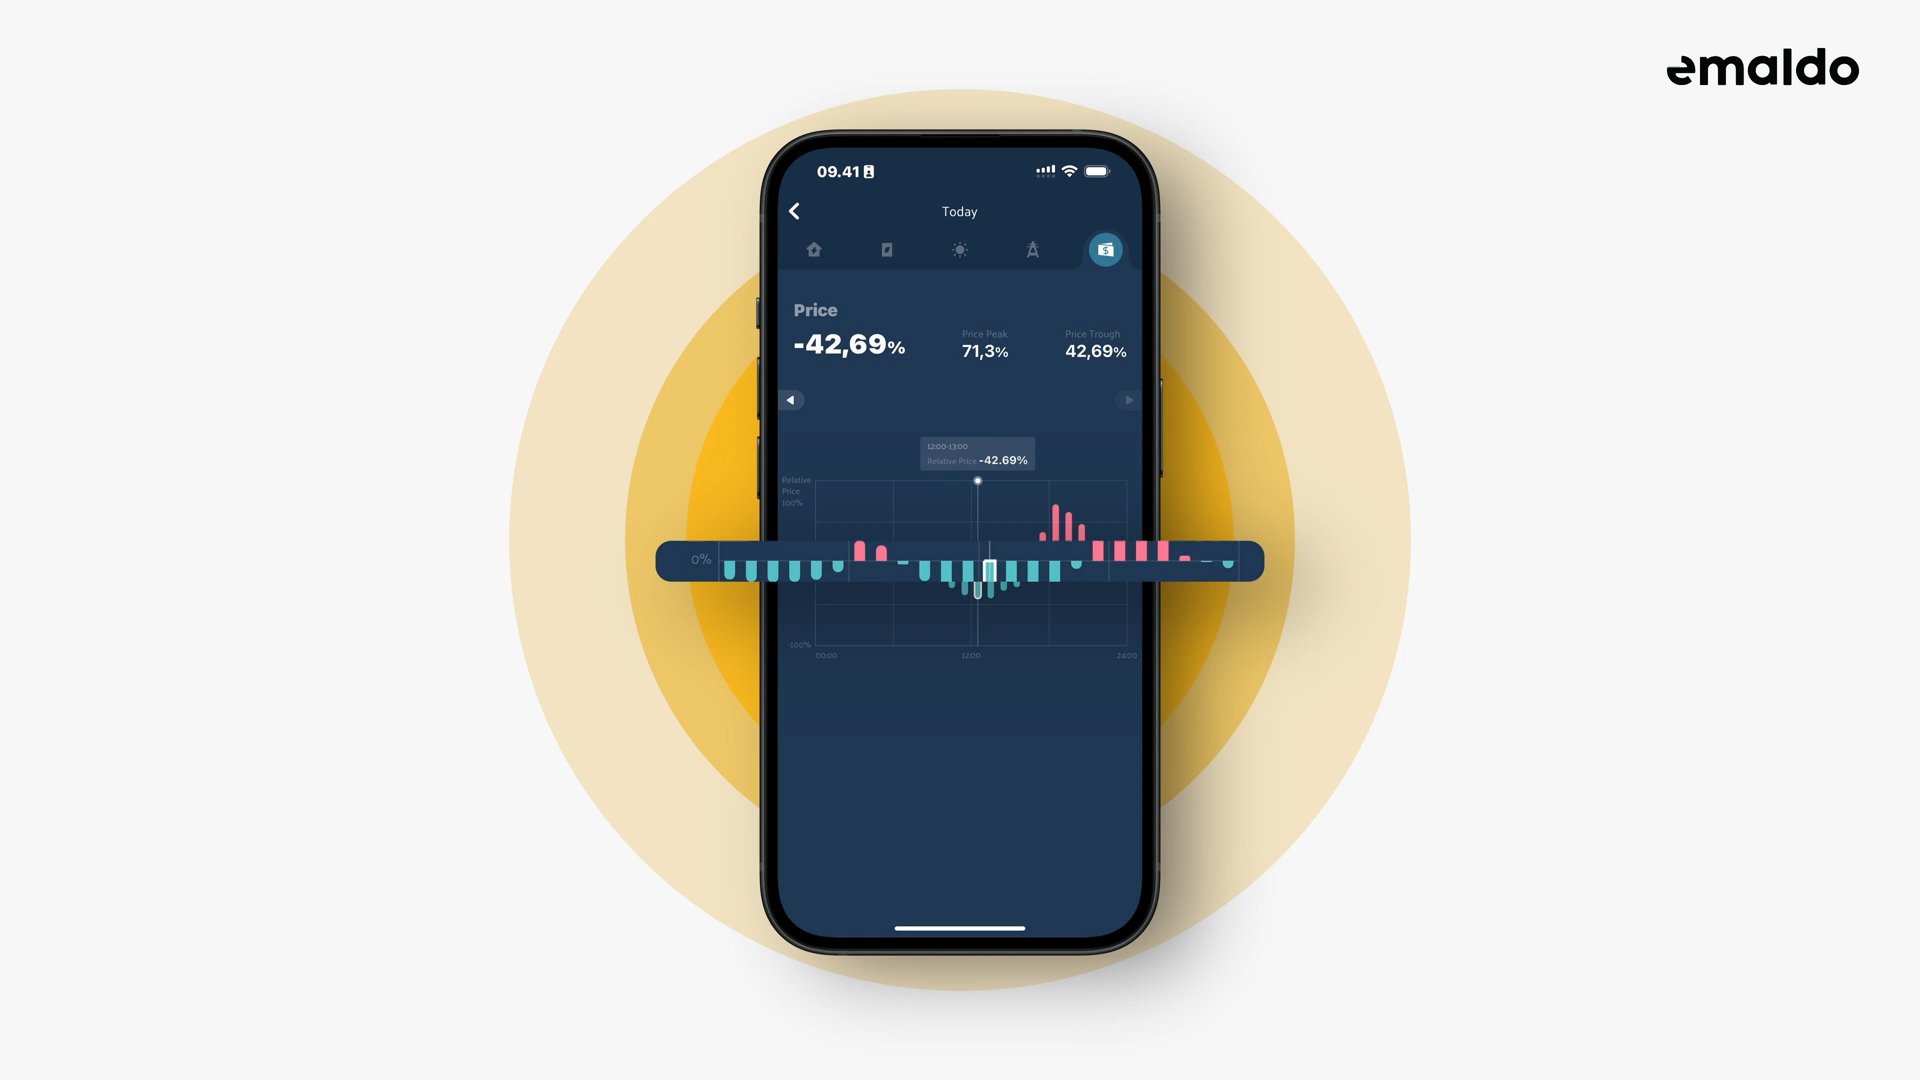 emaldo
09.41
Today
Price
-42,69%
Price Peak
71,3%
Price Trough
42,69%
12:00-13:00
Relative Price -42.69%
Relative
Price
100%
0%
-100%
00:00
12:00
24:00